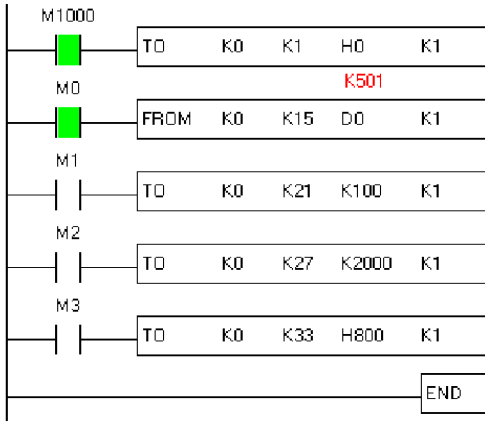 M1000
TO K0 K1 H0 K1
M0 K501
FROM K0 K15 D0 K1
M1
TO K0 K21 K100 K1
M2
TO K0 K27 K2000 K1
M3
TO K0 K33 H800 K1
END